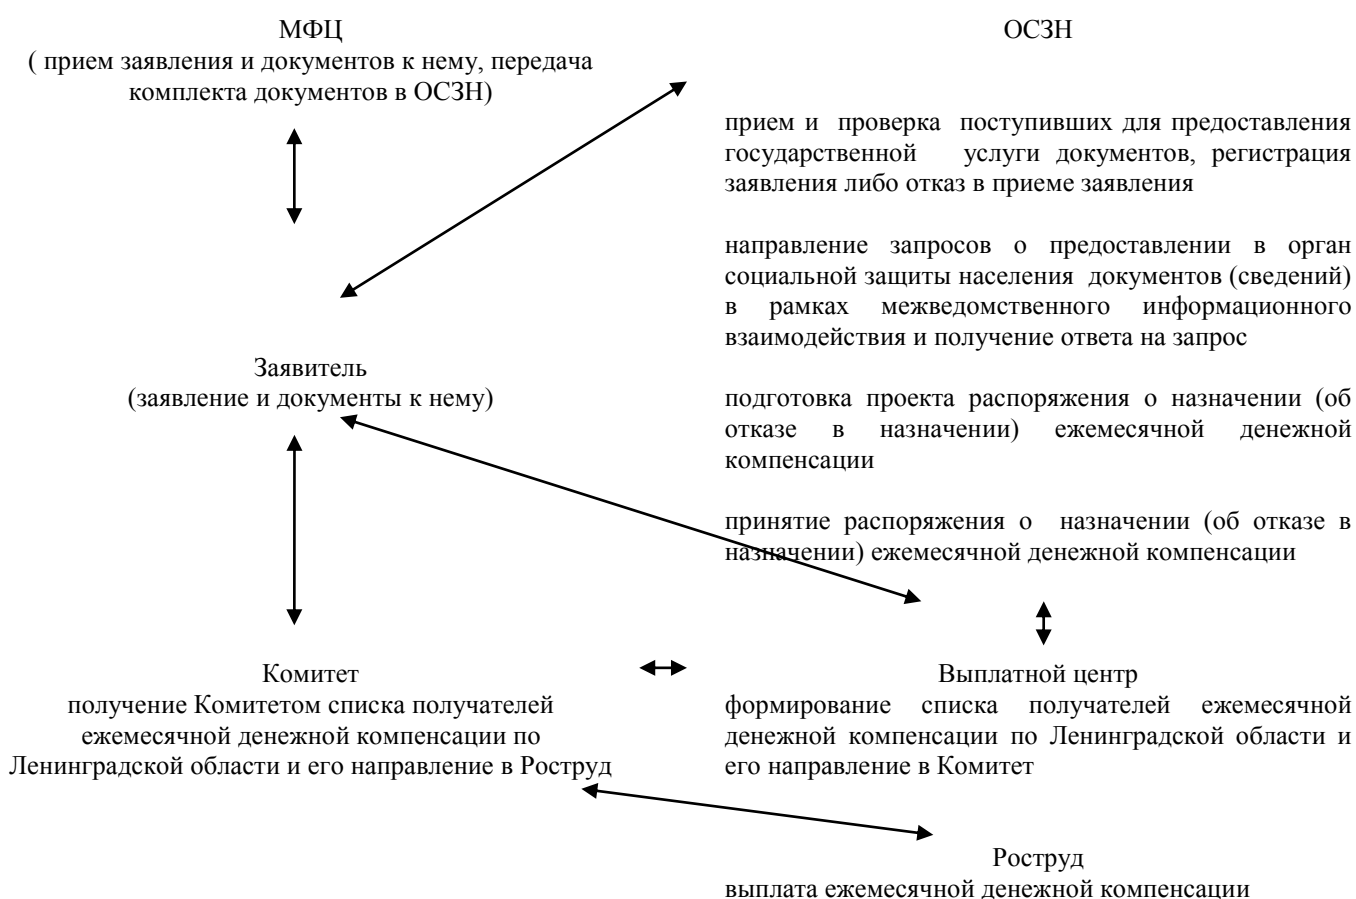 МФЦ
( прием заявления и документов к нему, передача
комплекта документов в ОСЗН)
ОСЗН
прием и проверка поступивших для предоставления
государственной услуги документов, регистрация
заявления либо отказ в приеме заявления
направление запросов о предоставлении в орган
социальной защиты населения документов (сведений)
в рамках межведомственного информационного
взаимодействия и получение ответа на запрос
Заявитель
(заявление и документы к нему)
подготовка проекта распоряжения о назначении (об
отказе в назначении) ежемесячной денежной
компенсации
принятие распоряжения о назначении (об отказе в
назначении) ежемесячной денежной компенсации
Комитет
получение Комитетом списка получателей
ежемесячной денежной компенсации по
Ленинградской области и его направление в Роструд
Выплатной центр
формирование списка получателей ежемесячной
денежной компенсации по Ленинградской области и
его направление в Комитет
Роструд
выплата ежемесячной денежной компенсации